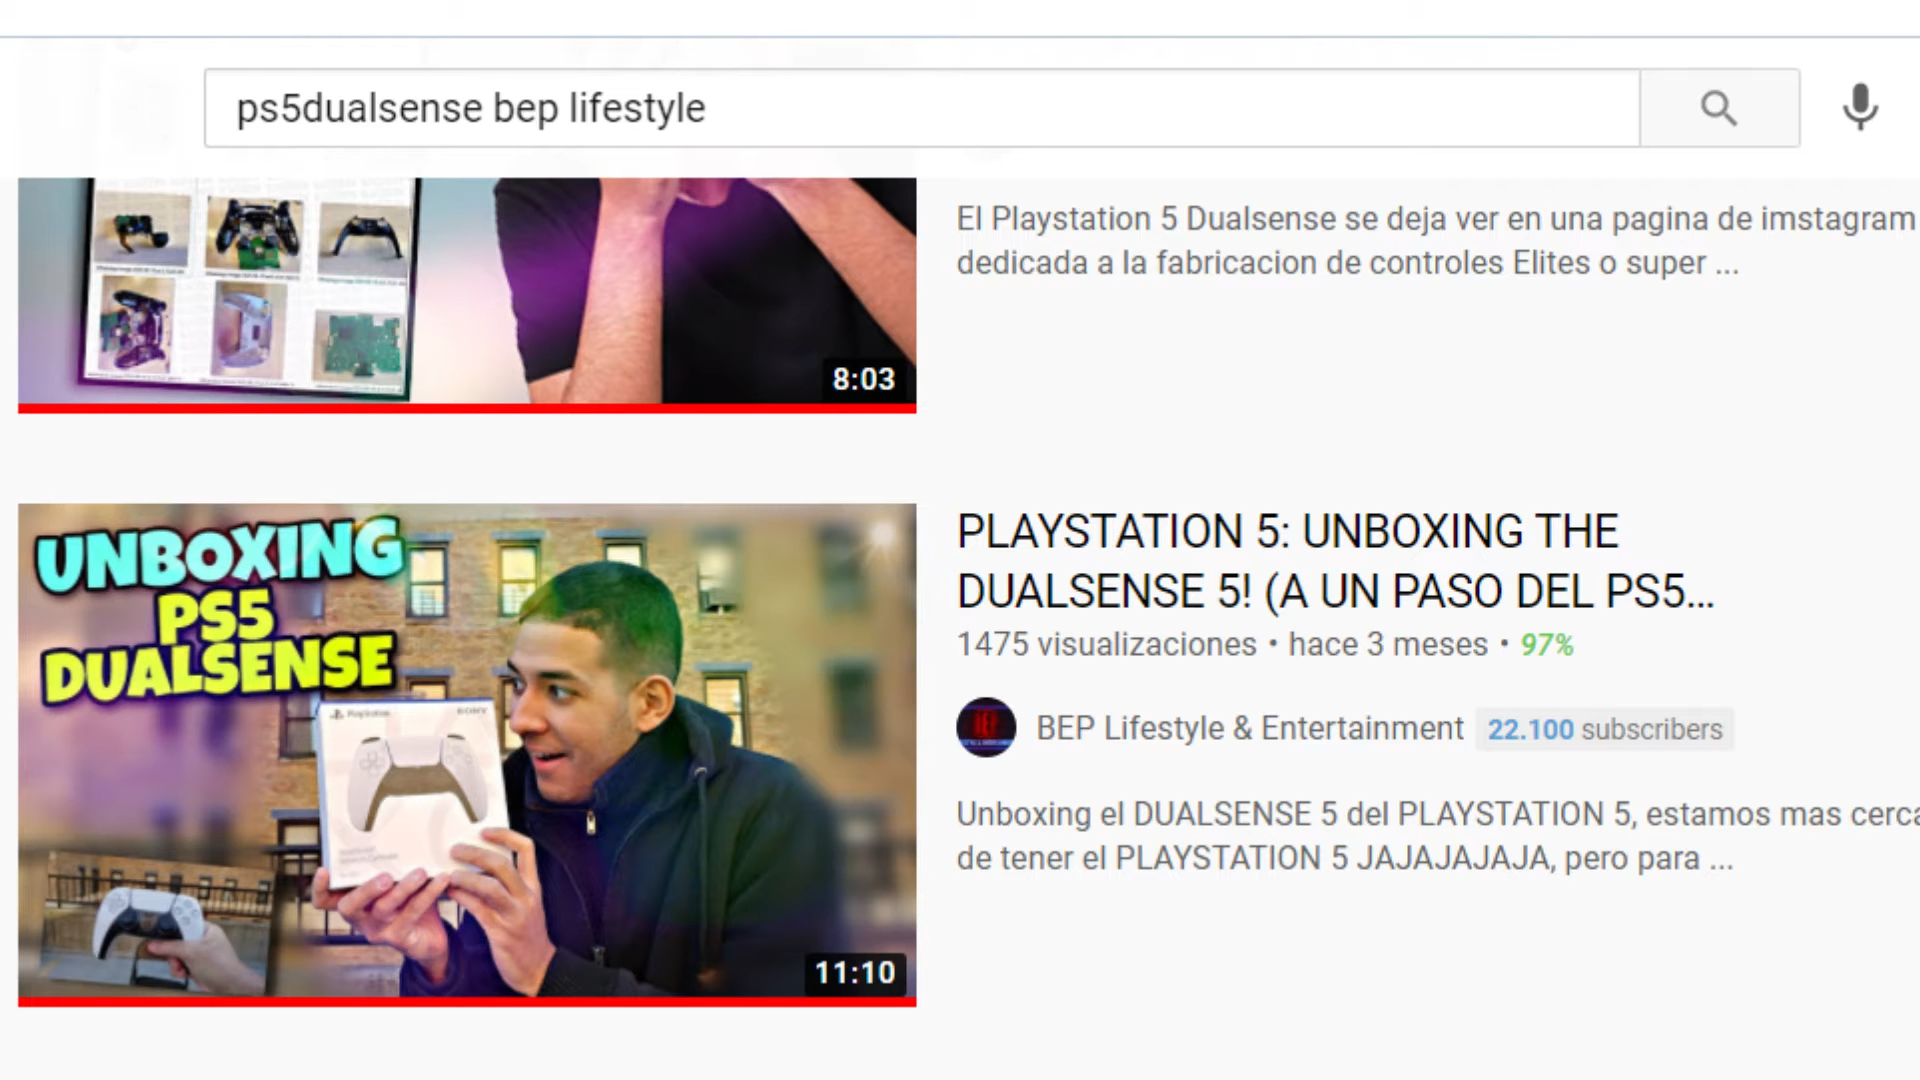 ps5dualsense bep lifestyle
El Playstation 5 Dualsense se deja ver en una pagina de imstagram
dedicada a la fabricacion de controles Elites o super ...
8:03
UNBOXING
PS5
DUALSENSE
PlayStation
SONY
11:10
PLAYSTATION 5: UNBOXING THE
DUALSENSE 5! (A UN PASO DEL PS5...
1475 visualizaciones • hace 3 meses • 97%
BEP Lifestyle & Entertainment 22.100 subscribers
Unboxing el DUALSENSE 5 del PLAYSTATION 5, estamos mas cerca
de tener el PLAYSTATION 5 JAJAJAJAJA, pero para ...